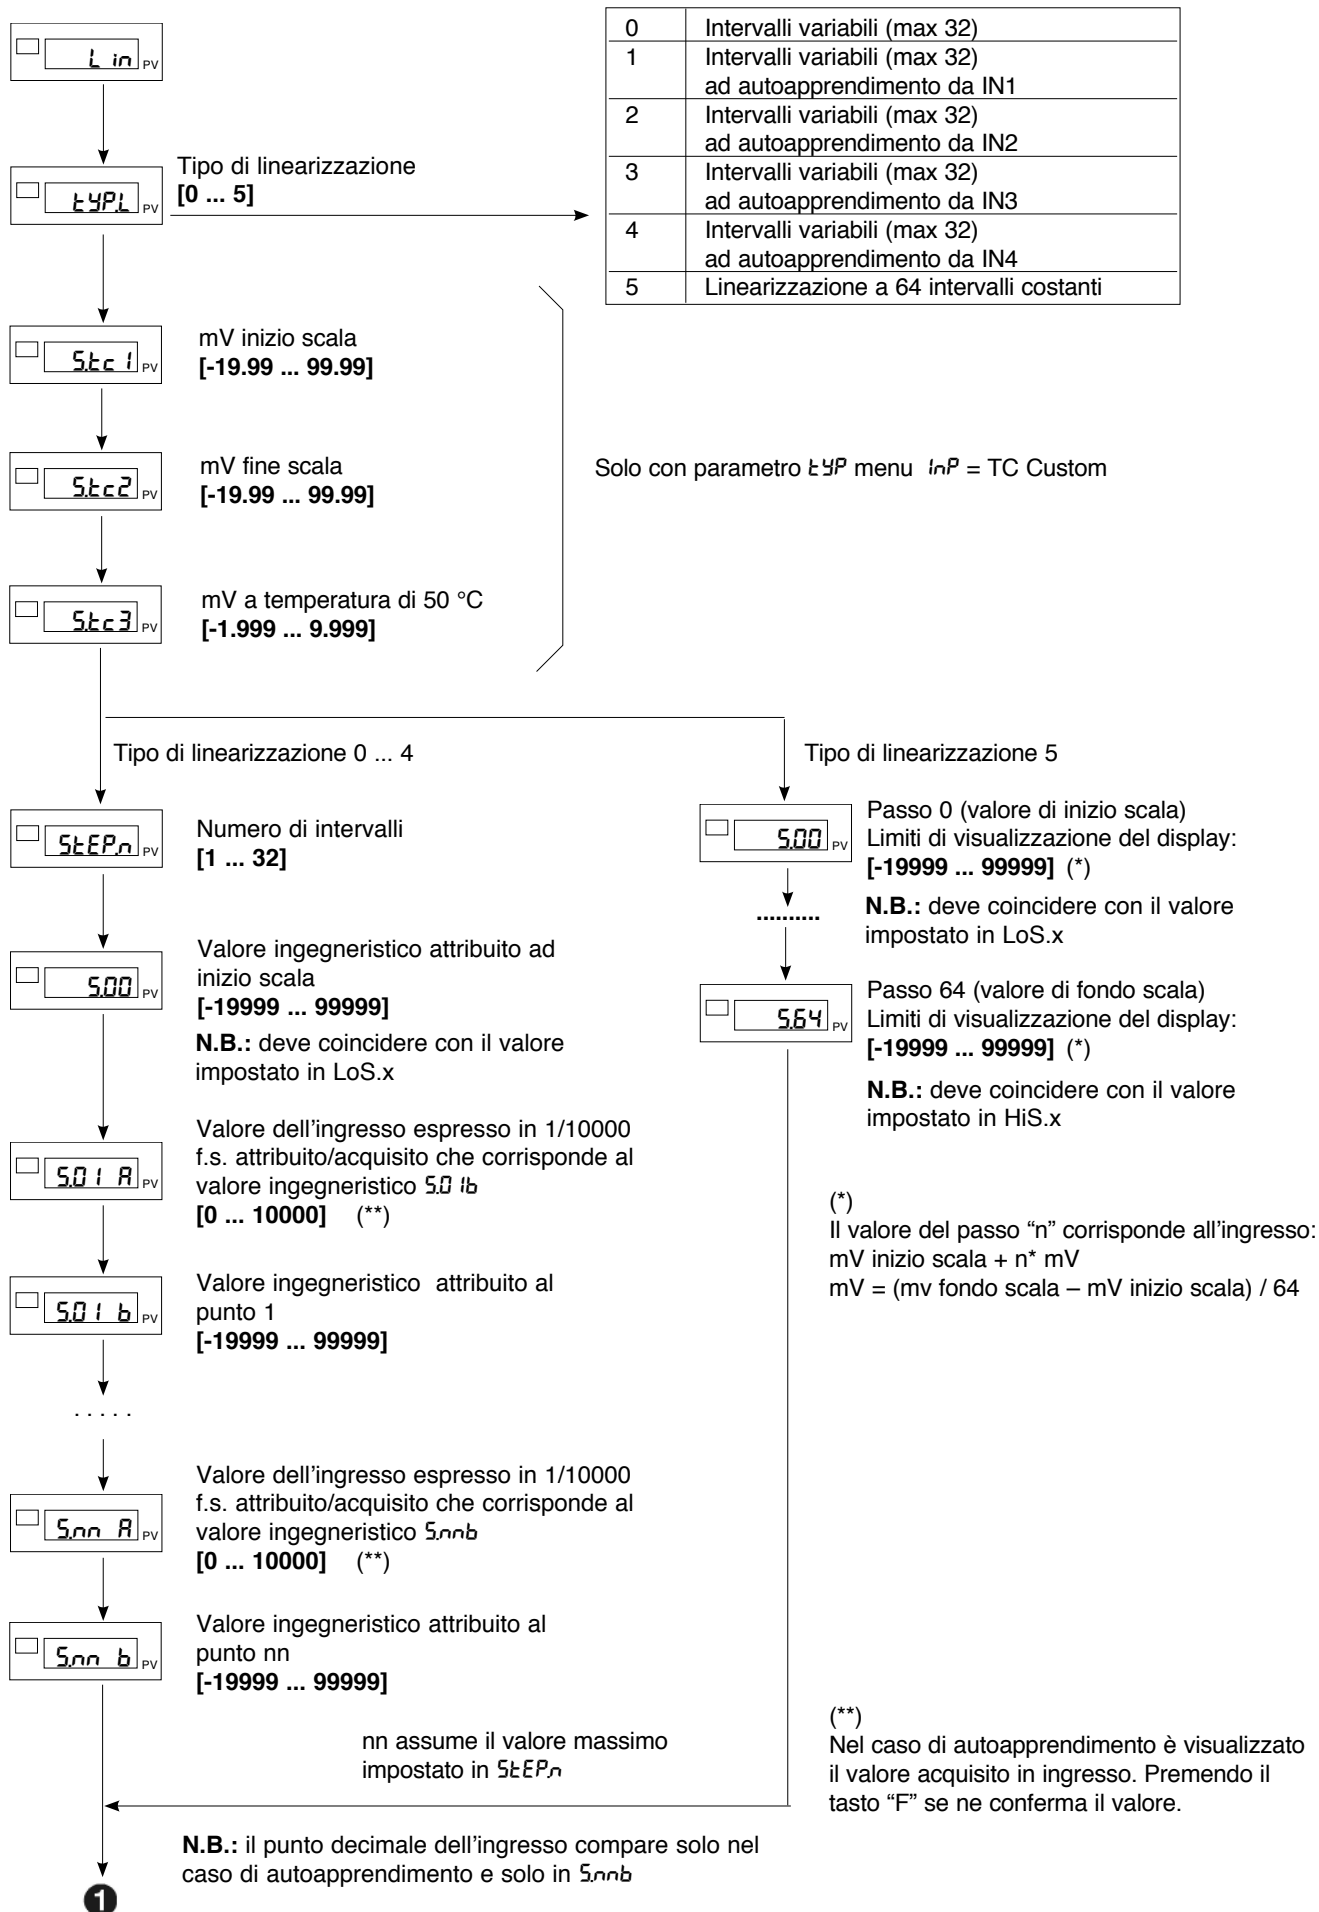 0 Intervalli variabili (max 32)
1 Intervalli variabili (max 32)
ad autoapprendimento da IN1
2 Intervalli variabili (max 32)
ad autoapprendimento da IN2
3 Intervalli variabili (max 32)
ad autoapprendimento da IN3
4 Intervalli variabili (max 32)
ad autoapprendimento da IN4
5 Linearizzazione a 64 intervalli costanti
Lin PV
tYP.L PV
Tipo di linearizzazione
[0 ... 5]
S.tc1 PV
mV inizio scala
[-19.99 ... 99.99]
S.tc2 PV
mV fine scala
[-19.99 ... 99.99]
Solo con parametro tYP menu InP = TC Custom
S.tc3 PV
mV a temperatura di 50 °C
[-1.999 ... 9.999]
Tipo di linearizzazione 0 ... 4
StEP.n PV
Numero di intervalli
[1 ... 32]
S.00 PV
Valore ingegneristico attribuito ad
inizio scala
[-19999 ... 99999]
N.B.: deve coincidere con il valore
impostato in LoS.x
S.01 A PV
Valore dell'ingresso espresso in 1/10000
f.s. attribuito/acquisito che corrisponde al
valore ingegneristico S.01b
[0 ... 10000] (**)
S.01 b PV
Valore ingegneristico attribuito al
punto 1
[-19999 ... 99999]
. . . . .
S.nn A PV
Valore dell'ingresso espresso in 1/10000
f.s. attribuito/acquisito che corrisponde al
valore ingegneristico S.nnb
[0 ... 10000] (**)
S.nn b PV
Valore ingegneristico attribuito al
punto nn
[-19999 ... 99999]
nn assume il valore massimo
impostato in StEP.n
Tipo di linearizzazione 5
S.00 PV
Passo 0 (valore di inizio scala)
Limiti di visualizzazione del display:
[-19999 ... 99999] (*)
N.B.: deve coincidere con il valore
impostato in LoS.x
..........
S.64 PV
Passo 64 (valore di fondo scala)
Limiti di visualizzazione del display:
[-19999 ... 99999] (*)
N.B.: deve coincidere con il valore
impostato in HiS.x
(*)
Il valore del passo “n” corrisponde all'ingresso:
mV inizio scala + n* mV
mV = (mv fondo scala – mV inizio scala) / 64
(**)
Nel caso di autoapprendimento è visualizzato
il valore acquisito in ingresso. Premendo il
tasto “F” se ne conferma il valore.
N.B.: il punto decimale dell'ingresso compare solo nel
caso di autoapprendimento e solo in S.nnb
1